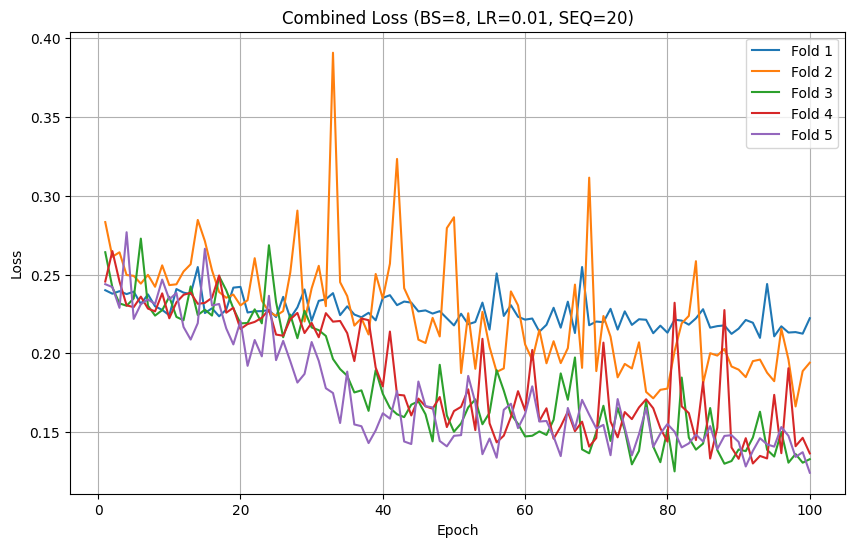 Combined Loss (BS=8, LR=0.01, SEQ=20)
0.40
0.35
0.30
0.25
0.20
0.15
Loss
0
20
40
60
80
100
Epoch
Fold 1
Fold 2
Fold 3
Fold 4
Fold 5